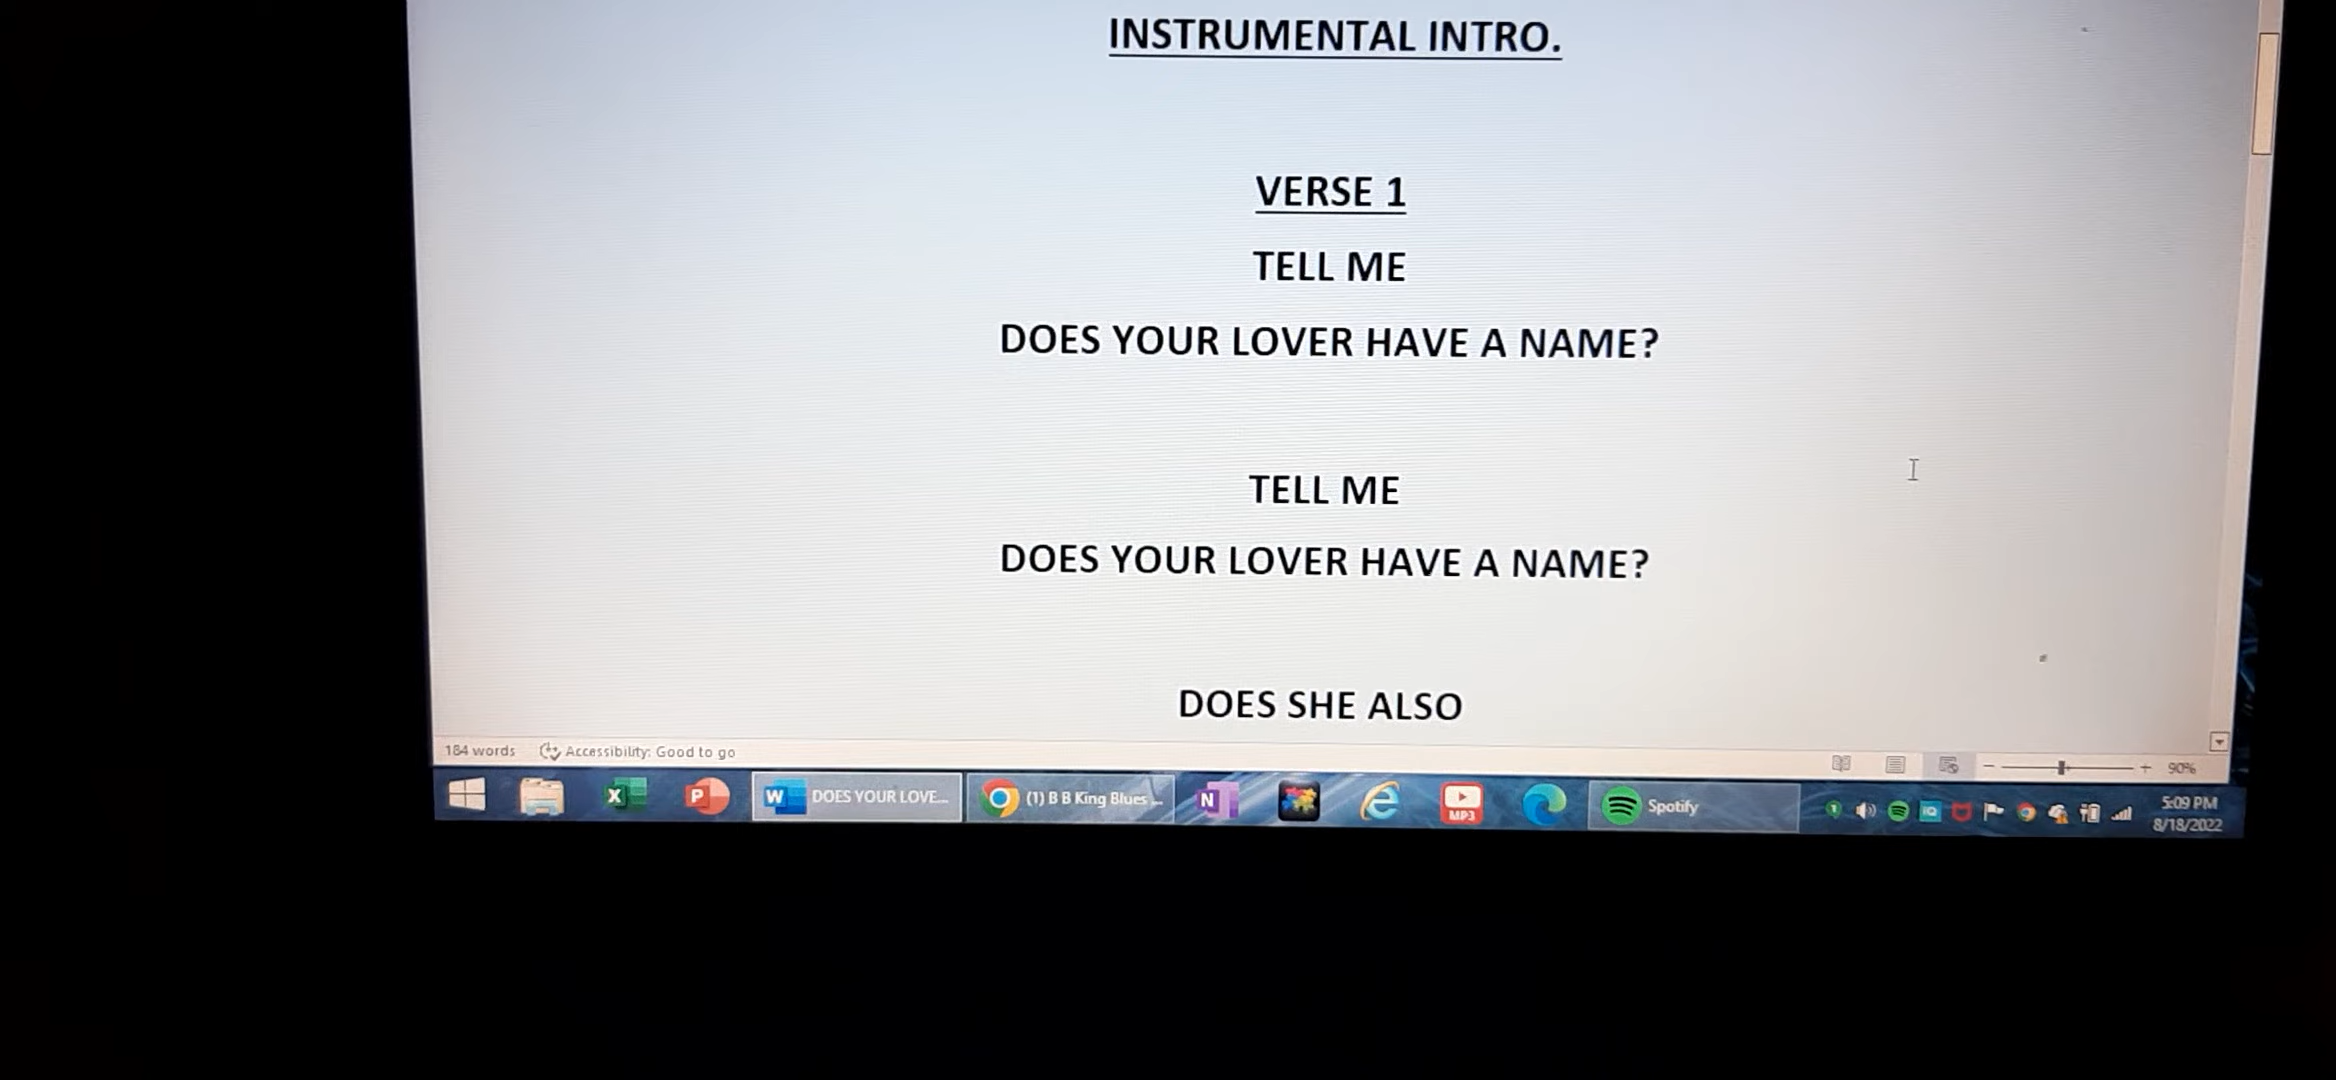 INSTRUMENTAL INTRO.
VERSE 1
TELL ME
DOES YOUR LOVER HAVE A NAME?
TELL ME
DOES YOUR LOVER HAVE A NAME?
DOES SHE ALSO
184 words Accessibility: Good to go
90%
X P W DOES YOUR LOVE... (1) B B King Blues ... N MP3 Spotify
5:09 PM
8/18/2022